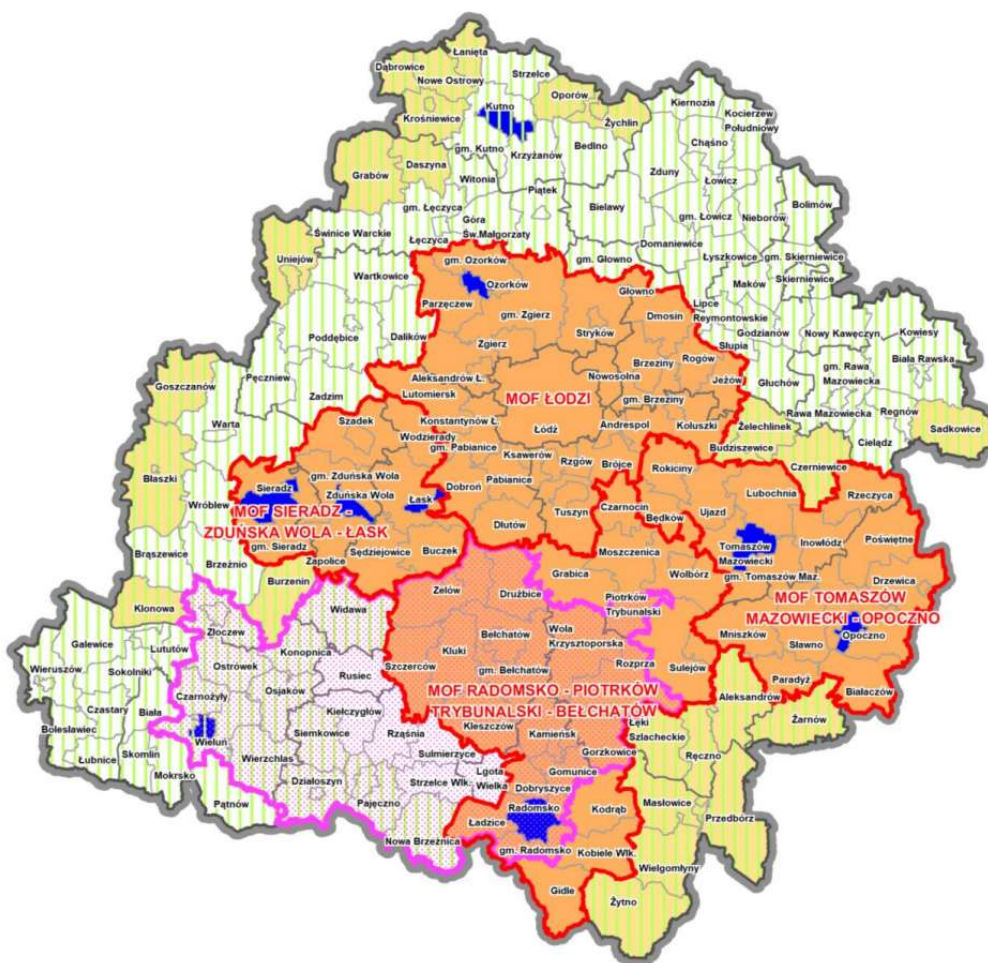 Łanięta
Dąbrowice
Nowe Ostrowy
Strzelce
Oporów
Kutno
Krośniewice
Żychlin
Kiernozia
Kocierzew
Południowy
Chąśno
gm. Kutno
Krzyżanów
Bedlno
Zduny
Daszyna
Grabów
Witonia
Łowicz
Piątek
Bielawy
Nieborów
Bolimów
gm. Łęczyca
gm. Łowicz
Góra
Św.Małgorzaty
Łęczyca
Świnice Warckie
Domaniewice
Uniejów
Łyszkowice
gm. Skierniewice
Skierniewice
gm. Ozorków
gm. Głowno
Wartkowice
Maków
Ozorków
Głowno
Lipce
Reymontowskie
Parzęczew
gm. Zgierz
Dmosin
Godzianów
Nowy Kawęczyn
Kowiesy
Stryków
Słupia
Poddębice
Dalików
Zgierz
Biała Rawska
Brzeziny
Rogów
gm. Rawa
Mazowiecka
Pęczniew
Goszczanów
Aleksandrów Ł.
Nowosolna
Jeżów
Głuchów
Zadzim
Lutomiersk
MOF ŁODZI
gm. Brzeziny
Rawa Mazowiecka
Regnów
Sadkowice
Szadek
Konstantynów Ł.
Łódź
Andrespol
Koluszki
Żelechlinek
Cielądz
Warta
Wodzierady
gm. Pabianice
Ksawerów
Rzgów
Brójce
Budziszewice
Błaszki
gm. Zduńska Wola
Rokiciny
Czerniewice
Sieradz
Zduńska Wola
Łask
Dobroń
Pabianice
Lubochnia
Rzeczyca
Wróblew
MOF SIERADZ -
ZDUŃSKA WOLA - ŁASK
Tuszyn
Czarnocin
Będków
Ujazd
Dłutów
Inowłódz
Poświętne
gm. Sieradz
Zapolice
Sędziejowice
Buczek
Moszczenica
Tomaszów
Mazowiecki
Brąszewice
Brzeźnio
Grabica
Wolbórz
gm. Tomaszów Maz.
Drzewica
Burzenin
Zelów
Drużbice
Piotrków
Trybunalski
MOF TOMASZÓW
MAZOWIECKI - OPOCZNO
Klonowa
Widawa
Złoczew
Bełchatów
Wola
Krzysztoporska
Mniszków
Opoczno
Sławno
Galewice
Lututów
Konopnica
Kluki
Ostrówek
Szczerców
gm. Bełchatów
Rozprza
Sulejów
Wieruszów
Sokolniki
Rusiec
Paradyż
Czarnożyły
Osjaków
MOF RADOMSKO - PIOTRKÓW
TRYBUNALSKI - BEŁCHATÓW
Aleksandrów
Białaczów
Czastary
Biała
Kiełczygłów
Żarnów
Bolesławiec
Wieluń
Siemkowice
Rząśnia
Kleszczów
Kamieńsk
Łęki
Szlacheckie
Łubnice
Skomlin
Wierzchlas
Sulmierzyce
Gorzkowice
Ręczno
Mokrsko
Działoszyn
Strzelce Wlk.
Lgota
Wielka
Gomunice
Dobryszyce
Pątnów
Pajęczno
Radomsko
Kodrąb
Masłowice
Przedbórz
Ładzice
Nowa Brzeźnica
gm. Radomsko
Kobiele Wlk.
Wielgomłyny
Gidle
Żytno